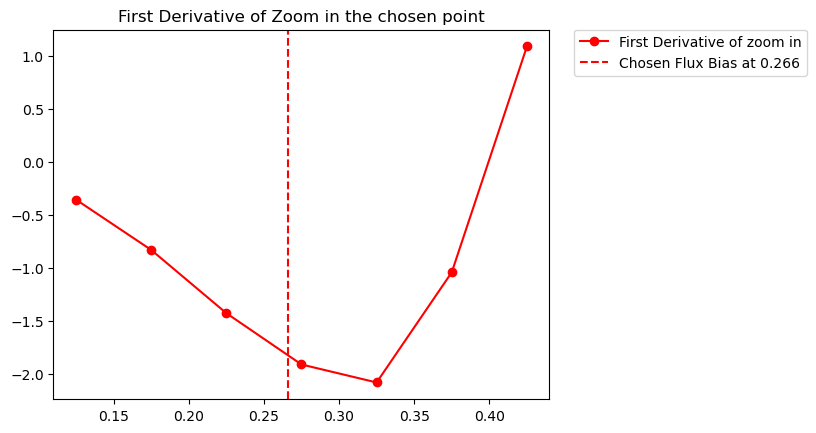 First Derivative of Zoom in the chosen point
First Derivative of zoom in
Chosen Flux Bias at 0.266
1.0
0.5
0.0
−0.5
−1.0
−1.5
−2.0
0.15 0.20 0.25 0.30 0.35 0.40